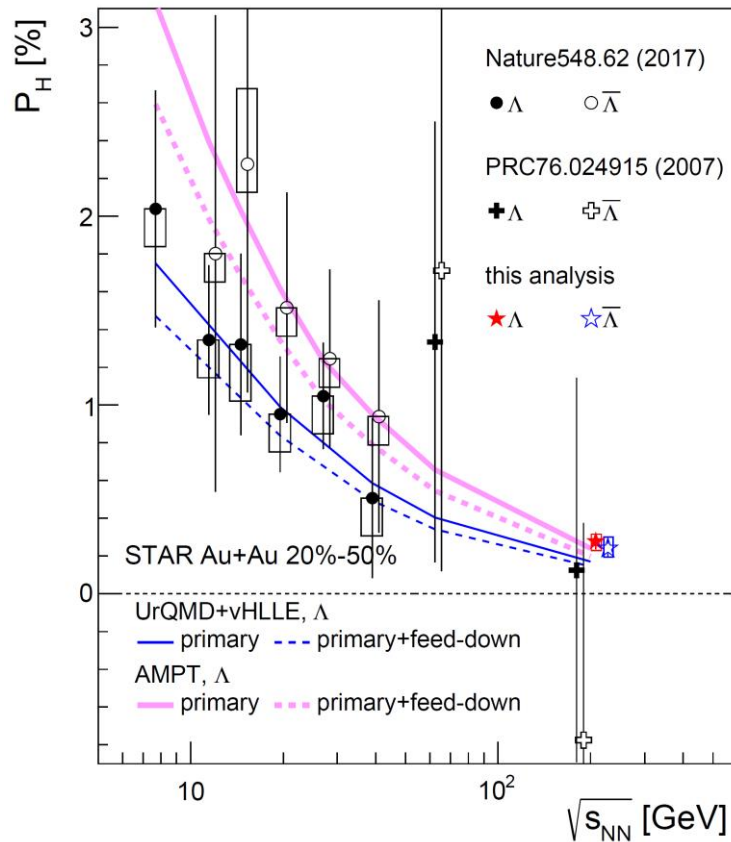 P_H [%]
3
2
1
0
Nature548.62 (2017)
Λ Λ̅
PRC76.024915 (2007)
Λ Λ̅
this analysis
Λ Λ̅
STAR Au+Au 20%-50%
UrQMD+vHLLE, Λ
primary primary+feed-down
AMPT, Λ
primary primary+feed-down
10 10²
√s_NN [GeV]